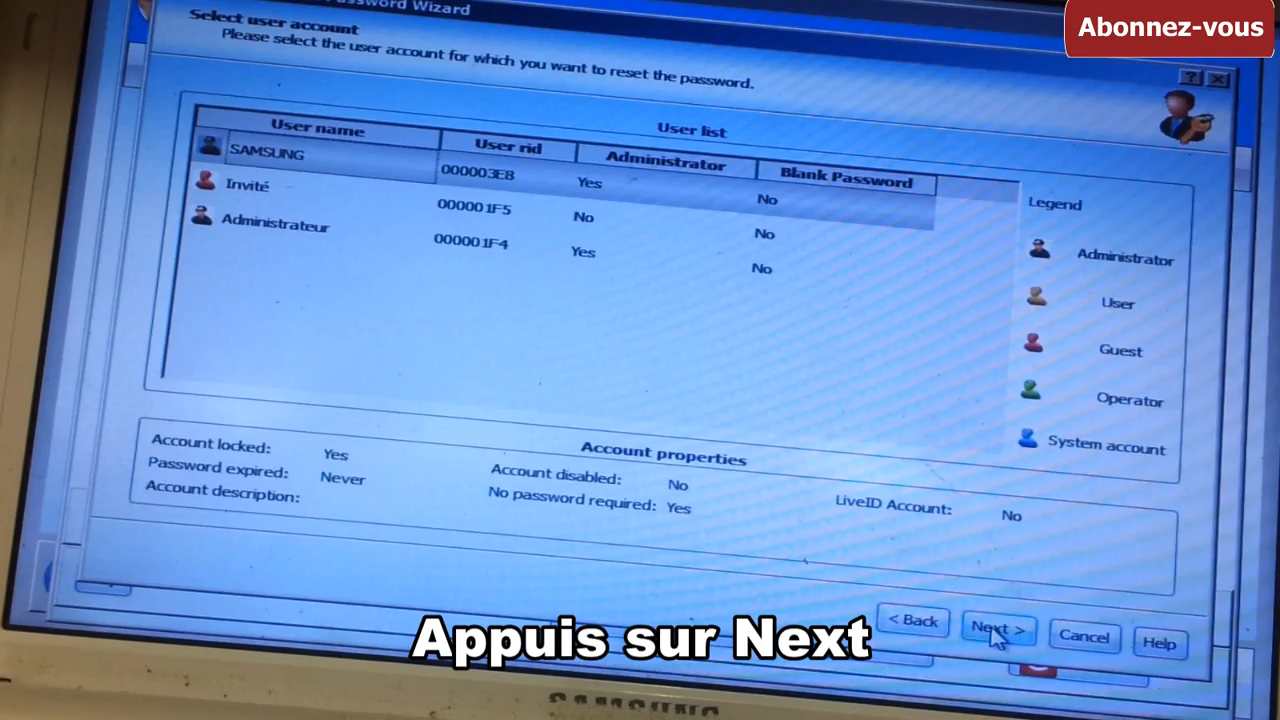 assword Wizard
Abonnez-vous
Select user account
Please select the user account for which you want to reset the password.
User list
User name User rid Administrator Blank Password
SAMSUNG 000003E8 Yes No
Invité 000001F5 No No
Administrateur 000001F4 Yes No
Legend
Administrator
User
Guest
Operator
System account
Account properties
Account locked: Yes Account disabled: No LiveID Account: No
Password expired: Never No password required: Yes
Account description:
< Back Next > Cancel Help
Appuis sur Next
SAMSUNG